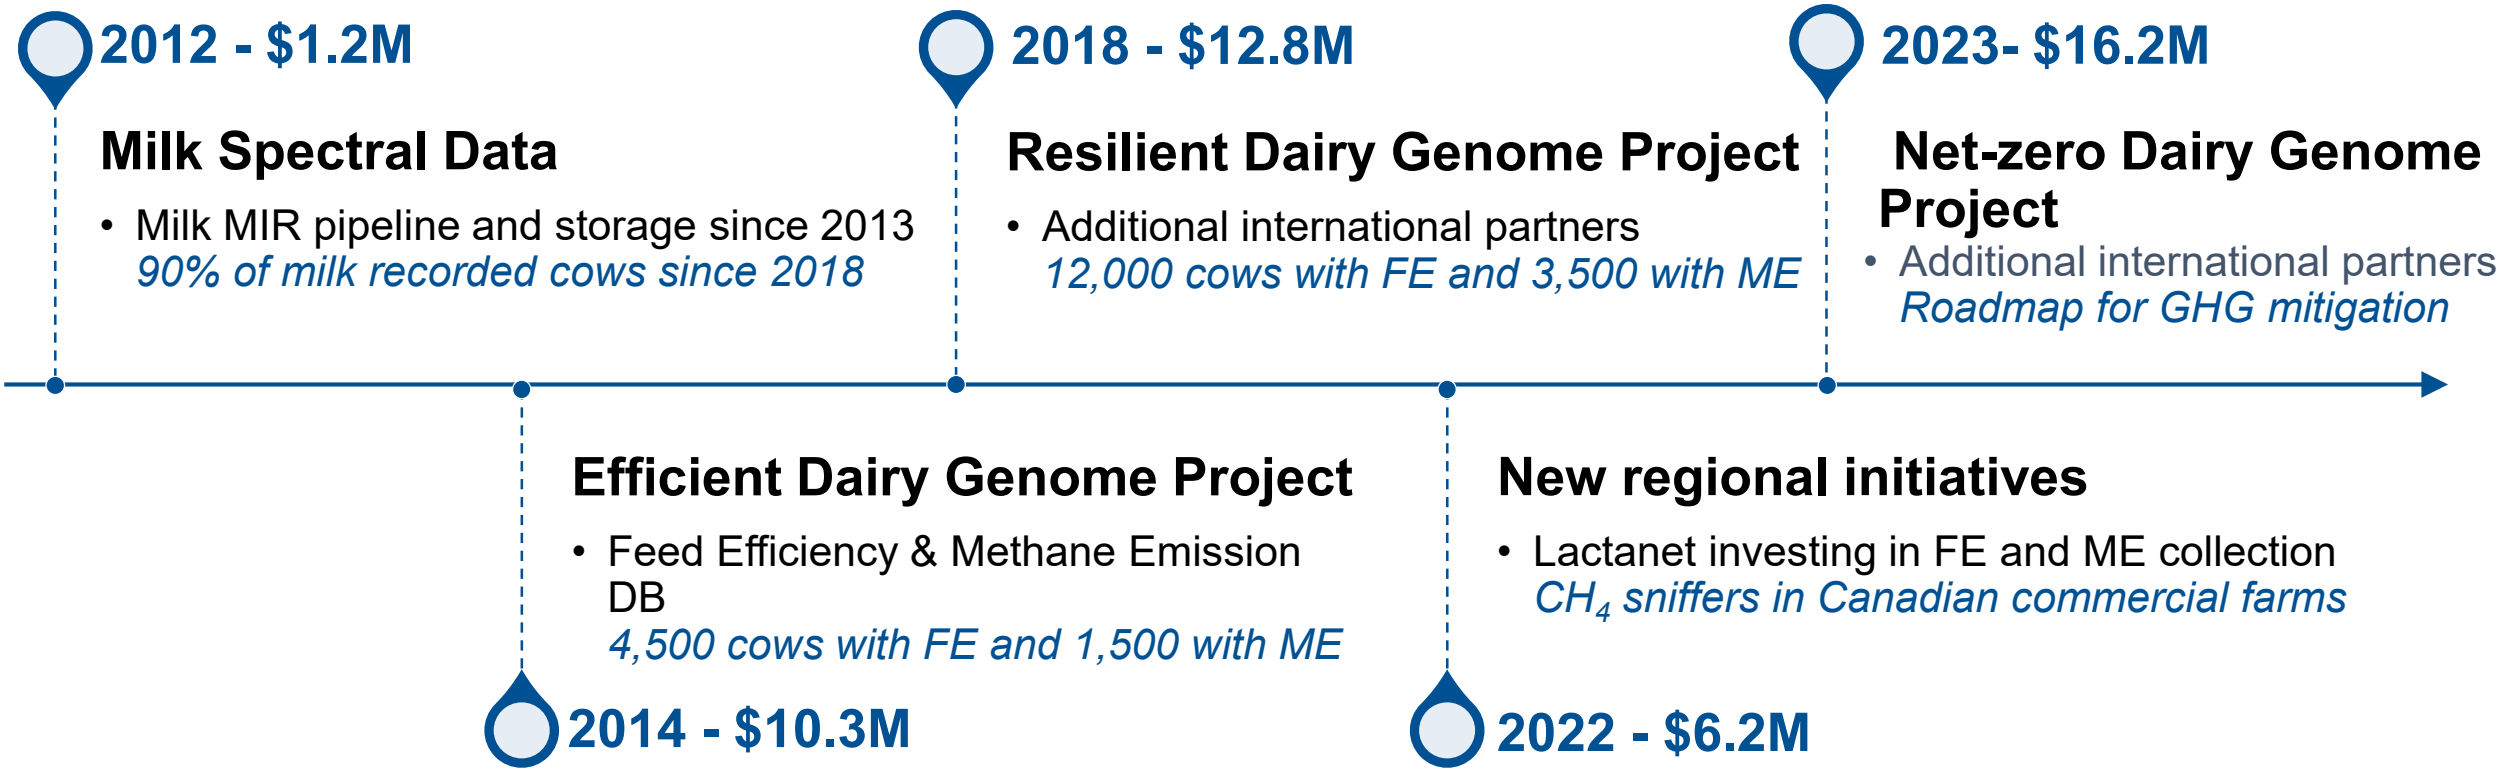 2012 - $1.2M
Milk Spectral Data
• Milk MIR pipeline and storage since 2013
90% of milk recorded cows since 2018
2014 - $10.3M
Efficient Dairy Genome Project
• Feed Efficiency & Methane Emission
DB
4,500 cows with FE and 1,500 with ME
2018 - $12.8M
Resilient Dairy Genome Project
• Additional international partners
12,000 cows with FE and 3,500 with ME
2022 - $6.2M
New regional initiatives
• Lactanet investing in FE and ME collection
CH₄ sniffers in Canadian commercial farms
2023- $16.2M
Net-zero Dairy Genome
Project
• Additional international partners
Roadmap for GHG mitigation